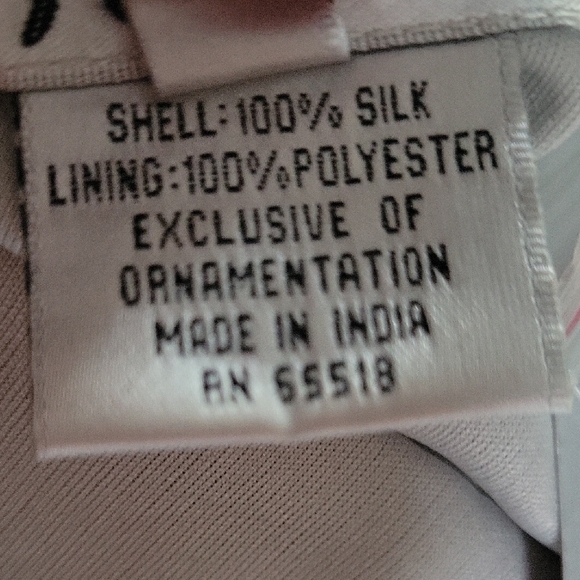 SHELL:100% SILK
LINING:100%POLYESTER
EXCLUSIVE OF
ORNAMENTATION
MADE IN INDIA
RN 65518